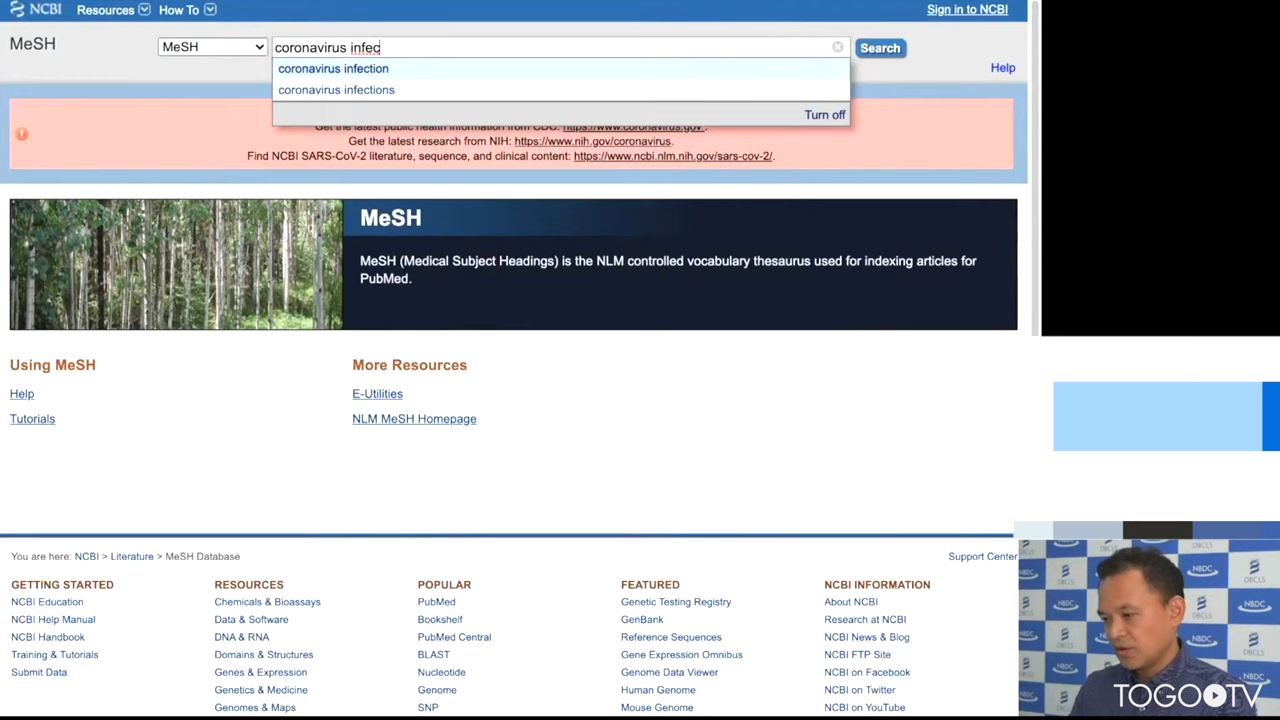 NCBI Resources How To Sign in to NCBI
MeSH MeSH coronavirus infec Search
coronavirus infection
Help
coronavirus infections
Turn off
Get the latest public health information from CDC: https://www.coronavirus.gov .
Get the latest research from NIH: https://www.nih.gov/coronavirus.
Find NCBI SARS-CoV-2 literature, sequence, and clinical content: https://www.ncbi.nlm.nih.gov/sars-cov-2/.
MeSH
MeSH (Medical Subject Headings) is the NLM controlled vocabulary thesaurus used for indexing articles for
PubMed.
Using MeSH
Help
Tutorials
More Resources
E-Utilities
NLM MeSH Homepage
You are here: NCBI > Literature > MeSH Database Support Center
GETTING STARTED
NCBI Education
NCBI Help Manual
NCBI Handbook
Training & Tutorials
Submit Data
RESOURCES
Chemicals & Bioassays
Data & Software
DNA & RNA
Domains & Structures
Genes & Expression
Genetics & Medicine
Genomes & Maps
POPULAR
PubMed
Bookshelf
PubMed Central
BLAST
Nucleotide
Genome
SNP
FEATURED
Genetic Testing Registry
GenBank
Reference Sequences
Gene Expression Omnibus
Genome Data Viewer
Human Genome
Mouse Genome
NCBI INFORMATION
About NCBI
Research at NCBI
NCBI News & Blog
NCBI FTP Site
NCBI on Facebook
NCBI on Twitter
NCBI on YouTube
DBCLS
NBDC
DBCLS
NBDC
NBDC
DBCLS
NBDC
TOGO TV